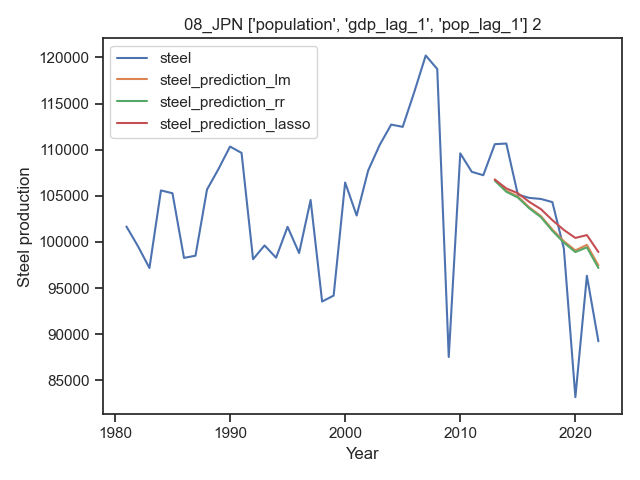 08_JPN ['population', 'gdp_lag_1', 'pop_lag_1'] 2
steel
steel_prediction_lm
steel_prediction_rr
steel_prediction_lasso
Steel production
120000
115000
110000
105000
100000
95000
90000
85000
1980
1990
2000
2010
2020
Year